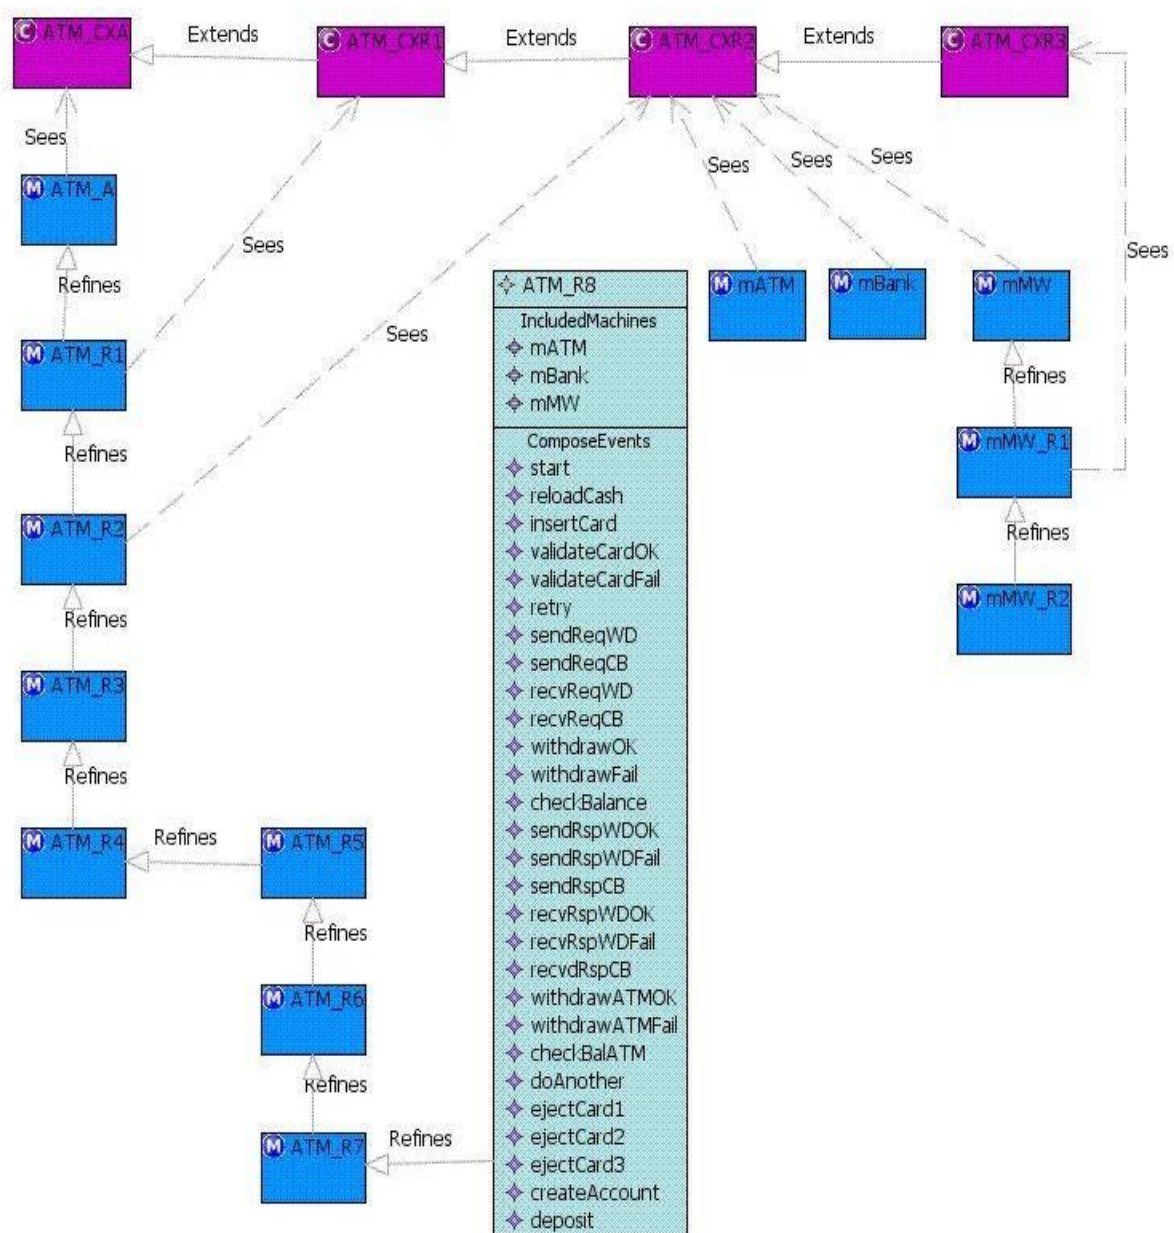 C ATM_CXA
Extends
C ATM_CXR1
Extends
C ATM_CXR2
Extends
C ATM_CXR3
Sees
M ATM_A
Sees
Sees
Sees
Sees
Sees
Refines
Sees
ATM_R8
IncludedMachines
mATM
mBank
mMW
M mATM
M mBank
M mMW
M ATM_R1
Refines
Refines
M mMW_R1
Refines
M ATM_R2
M mMW_R2
Refines
M ATM_R3
Refines
M ATM_R4
Refines
M ATM_R5
Refines
M ATM_R6
Refines
M ATM_R7
Refines
ComposeEvents
start
reloadCash
insertCard
validateCardOK
validateCardFail
retry
sendReqWD
sendReqCB
recvReqWD
recvReqCB
withdrawOK
withdrawFail
checkBalance
sendRspWDOK
sendRspWDFail
sendRspCB
recvRspWDOK
recvRspWDFail
recvdRspCB
withdrawATMOK
withdrawATMFail
checkBalATM
doAnother
ejectCard1
ejectCard2
ejectCard3
createAccount
deposit